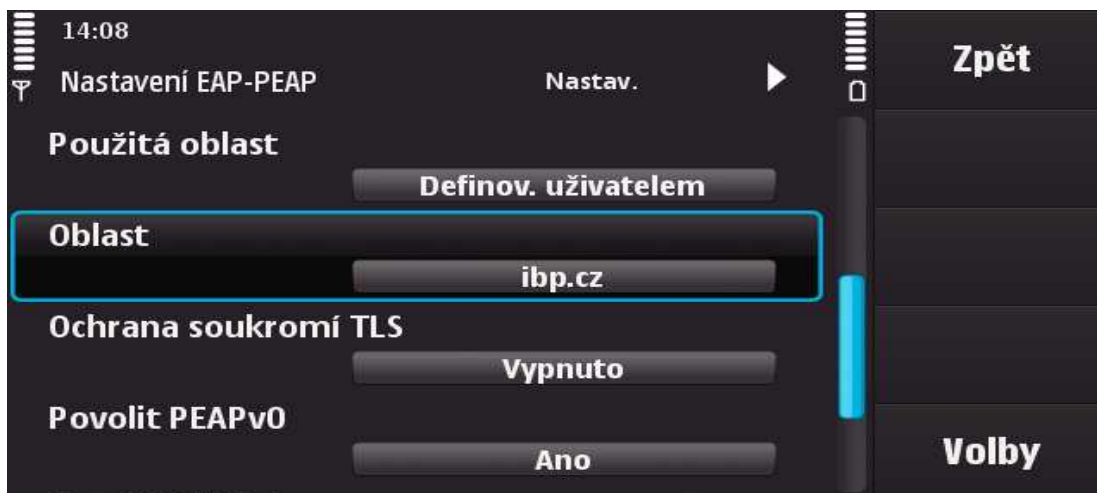 14:08
Nastavení EAP-PEAP
Nastav.
Zpět
Použitá oblast
Definov. uživatelem
Oblast
ibp.cz
Ochrana soukromí TLS
Vypnuto
Povolit PEAPv0
Ano
Volby